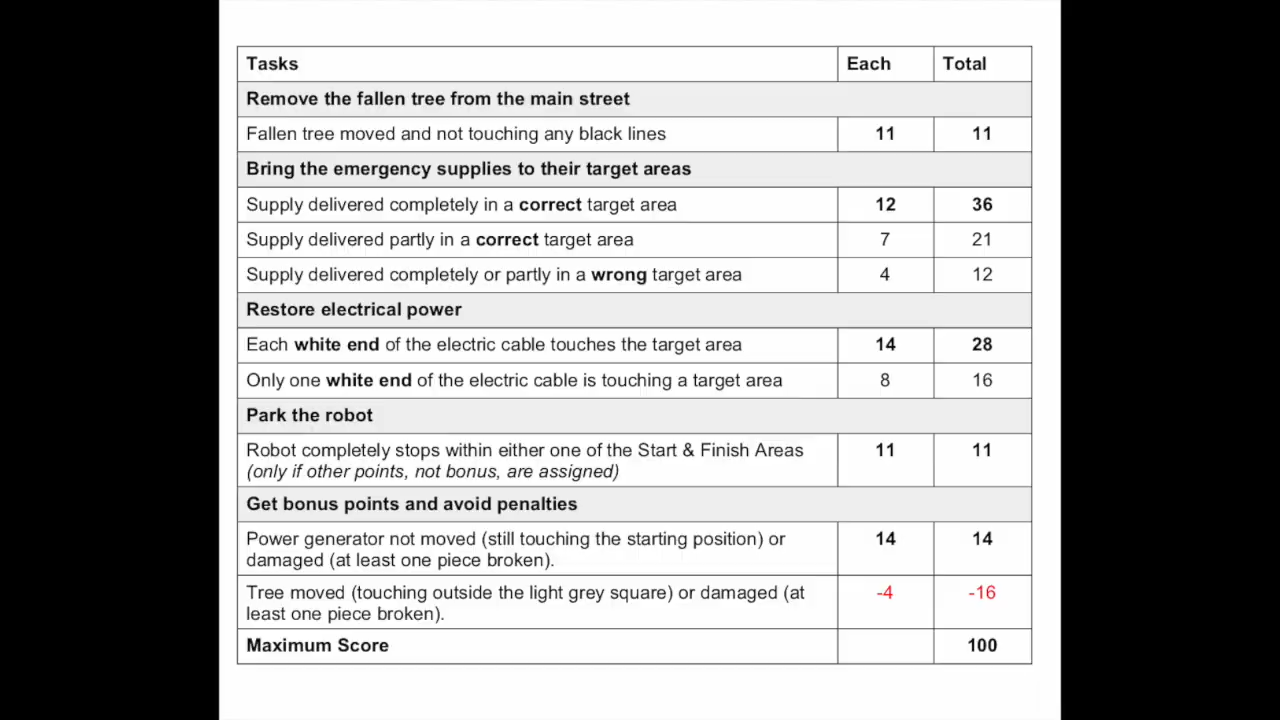 Tasks Each Total
Remove the fallen tree from the main street
Fallen tree moved and not touching any black lines 11 11
Bring the emergency supplies to their target areas
Supply delivered completely in a correct target area 12 36
Supply delivered partly in a correct target area 7 21
Supply delivered completely or partly in a wrong target area 4 12
Restore electrical power
Each white end of the electric cable touches the target area 14 28
Only one white end of the electric cable is touching a target area 8 16
Park the robot
Robot completely stops within either one of the Start & Finish Areas 11 11
(only if other points, not bonus, are assigned)
Get bonus points and avoid penalties
Power generator not moved (still touching the starting position) or 14 14
damaged (at least one piece broken).
Tree moved (touching outside the light grey square) or damaged (at -4 -16
least one piece broken).
Maximum Score 100